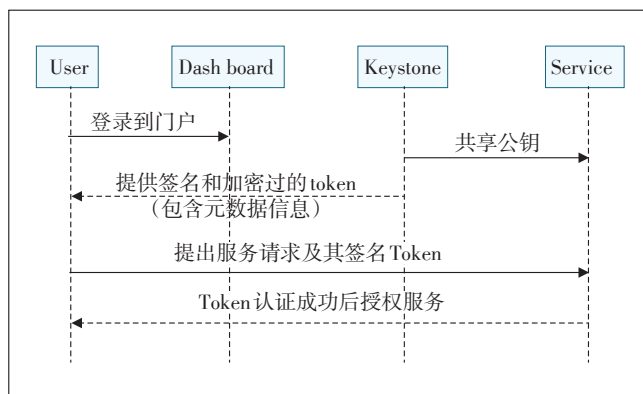 User
Dash board
Keystone
Service
登录到门户
共享公钥
提供签名和加密过的token
（包含元数据信息）
提出服务请求及其签名Token
Token认证成功后授权服务